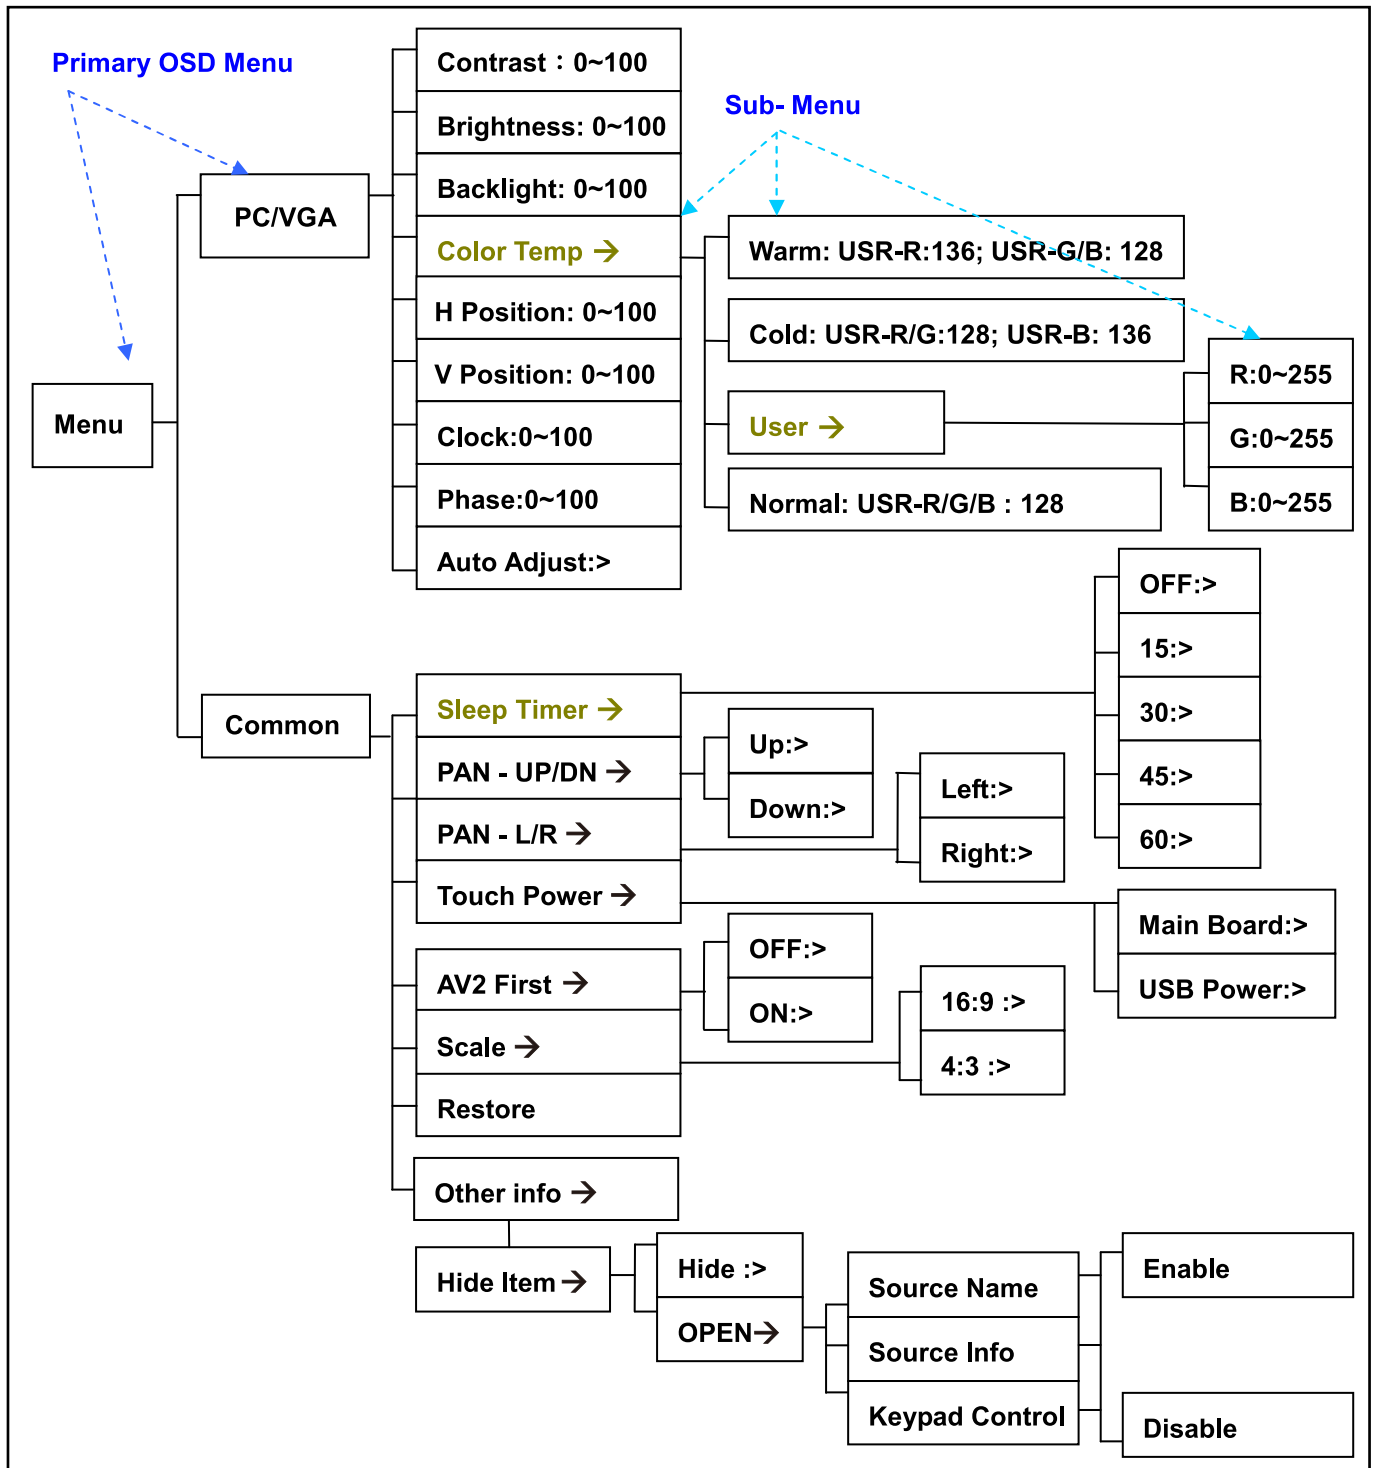 Primary OSD Menu
Sub- Menu
Menu
PC/VGA
Contrast：0~100
Brightness: 0~100
Backlight: 0~100
Color Temp →
H Position: 0~100
V Position: 0~100
Clock:0~100
Phase:0~100
Auto Adjust:>
Warm: USR-R:136; USR-G/B: 128
Cold: USR-R/G:128; USR-B: 136
User →
Normal: USR-R/G/B : 128
R:0~255
G:0~255
B:0~255
Common
Sleep Timer →
PAN - UP/DN →
PAN - L/R →
Touch Power →
AV2 First →
Scale →
Restore
Other info →
OFF:>
15:>
30:>
45:>
60:>
Up:>
Down:>
Left:>
Right:>
Main Board:>
USB Power:>
OFF:>
ON:>
16:9 :>
4:3 :>
Hide Item →
Hide :>
OPEN→
Source Name
Source Info
Keypad Control
Enable
Disable